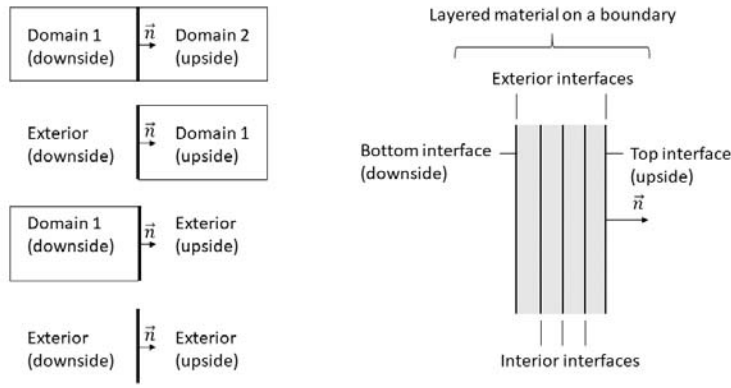 Domain 1
(downside)
n⃗
Domain 2
(upside)
Exterior
(downside)
n⃗
Domain 1
(upside)
Domain 1
(downside)
n⃗
Exterior
(upside)
Exterior
(downside)
n⃗
Exterior
(upside)
Layered material on a boundary
Exterior interfaces
Bottom interface
(downside)
Top interface
(upside)
n⃗
Interior interfaces